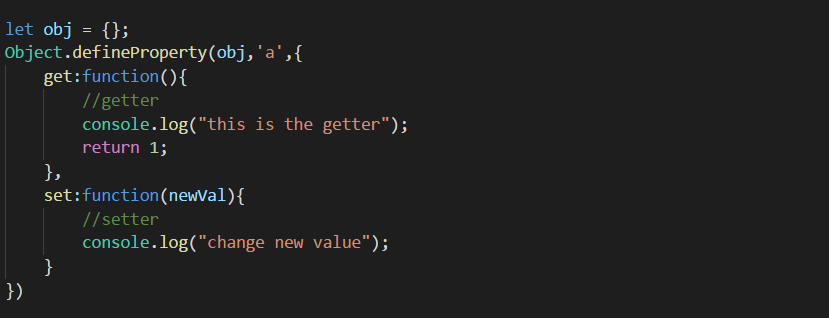 let obj = {};
Object.defineProperty(obj,'a',{
    get:function(){
        //getter
        console.log("this is the getter");
        return 1;
    },
    set:function(newVal){
        //setter
        console.log("change new value");
    }
})